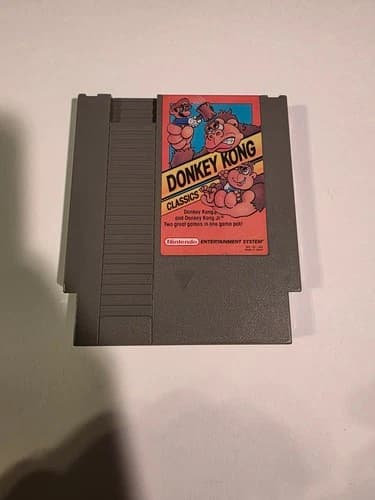 DONKEY KONG
CLASSICS
Donkey Kong
and Donkey Kong Jr.™
Two great games in one game pak!
Nintendo ENTERTAINMENT SYSTEM®